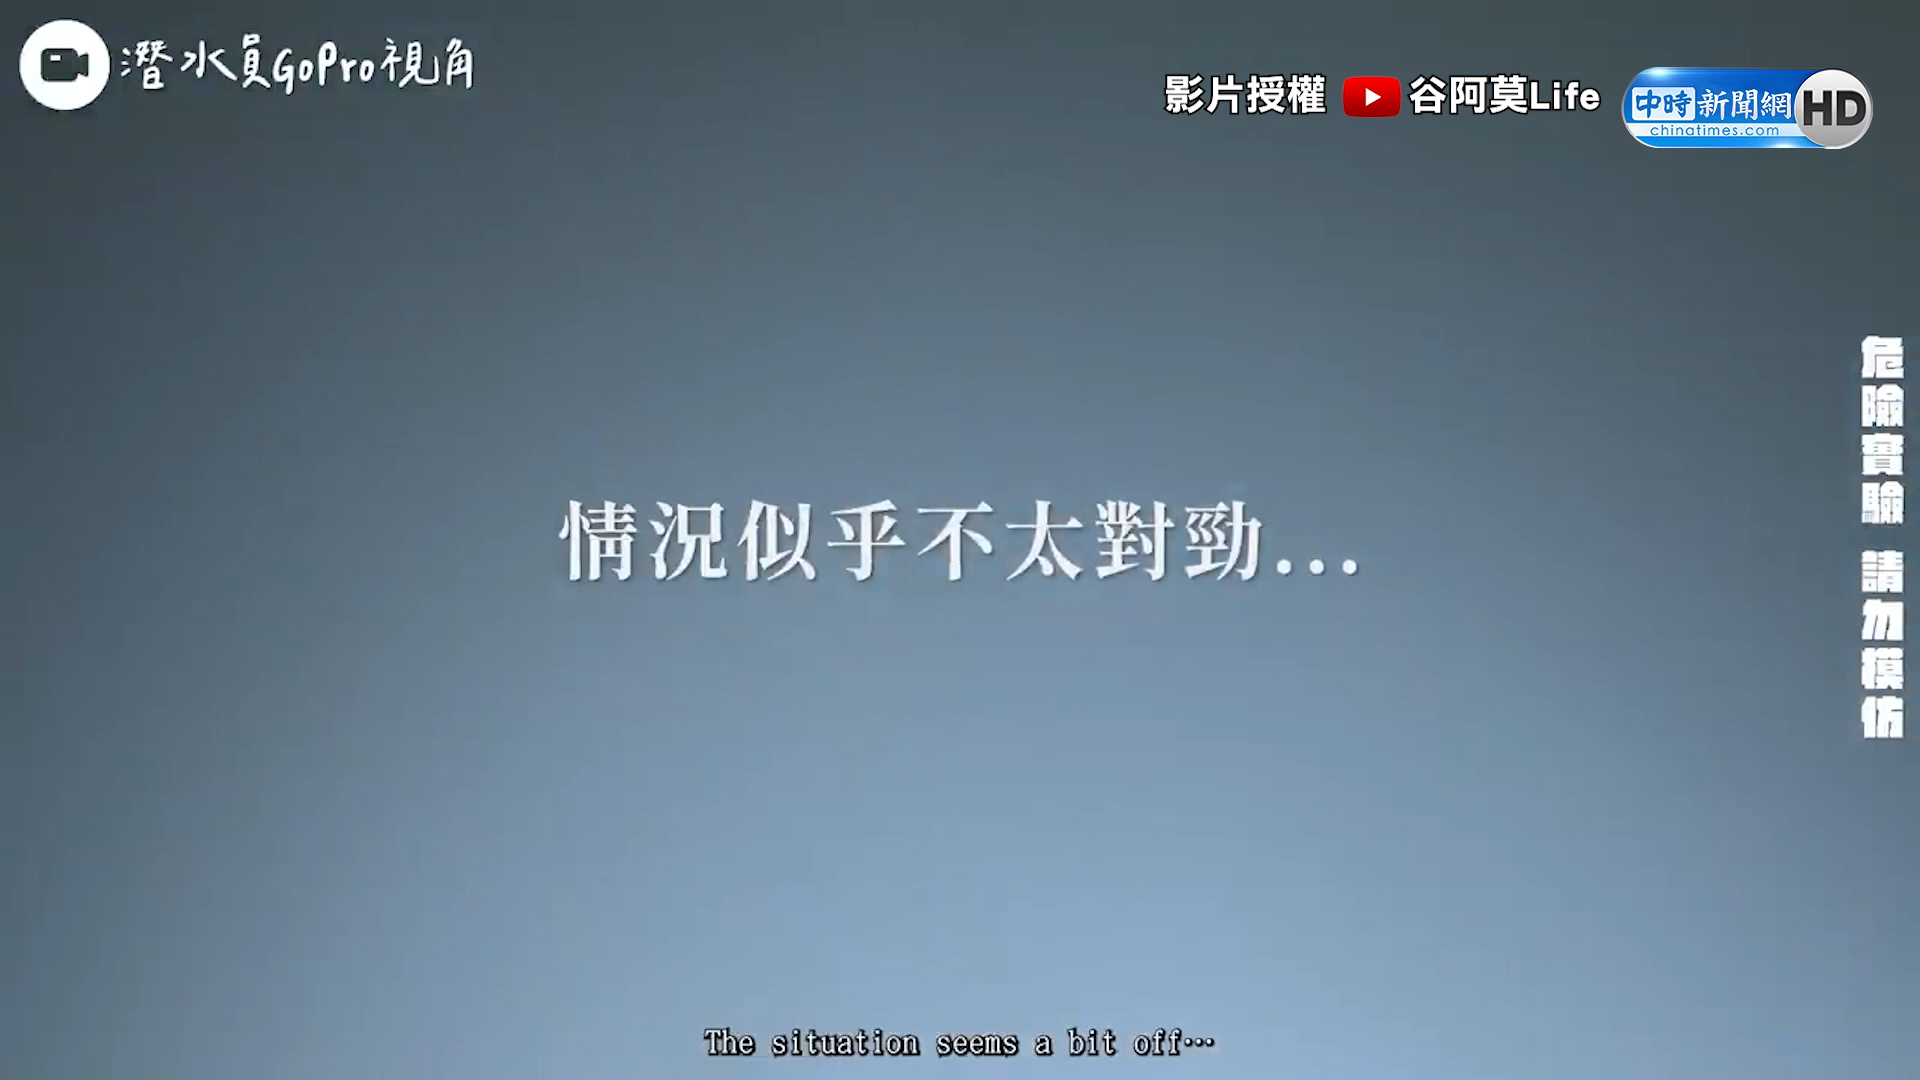 潛水員GoPro視角
影片授權 谷阿莫Life
中時新聞網 HD
chinatimes.com
情況似乎不太對勁...
危險實驗 請勿模仿
The situation seems a bit off…